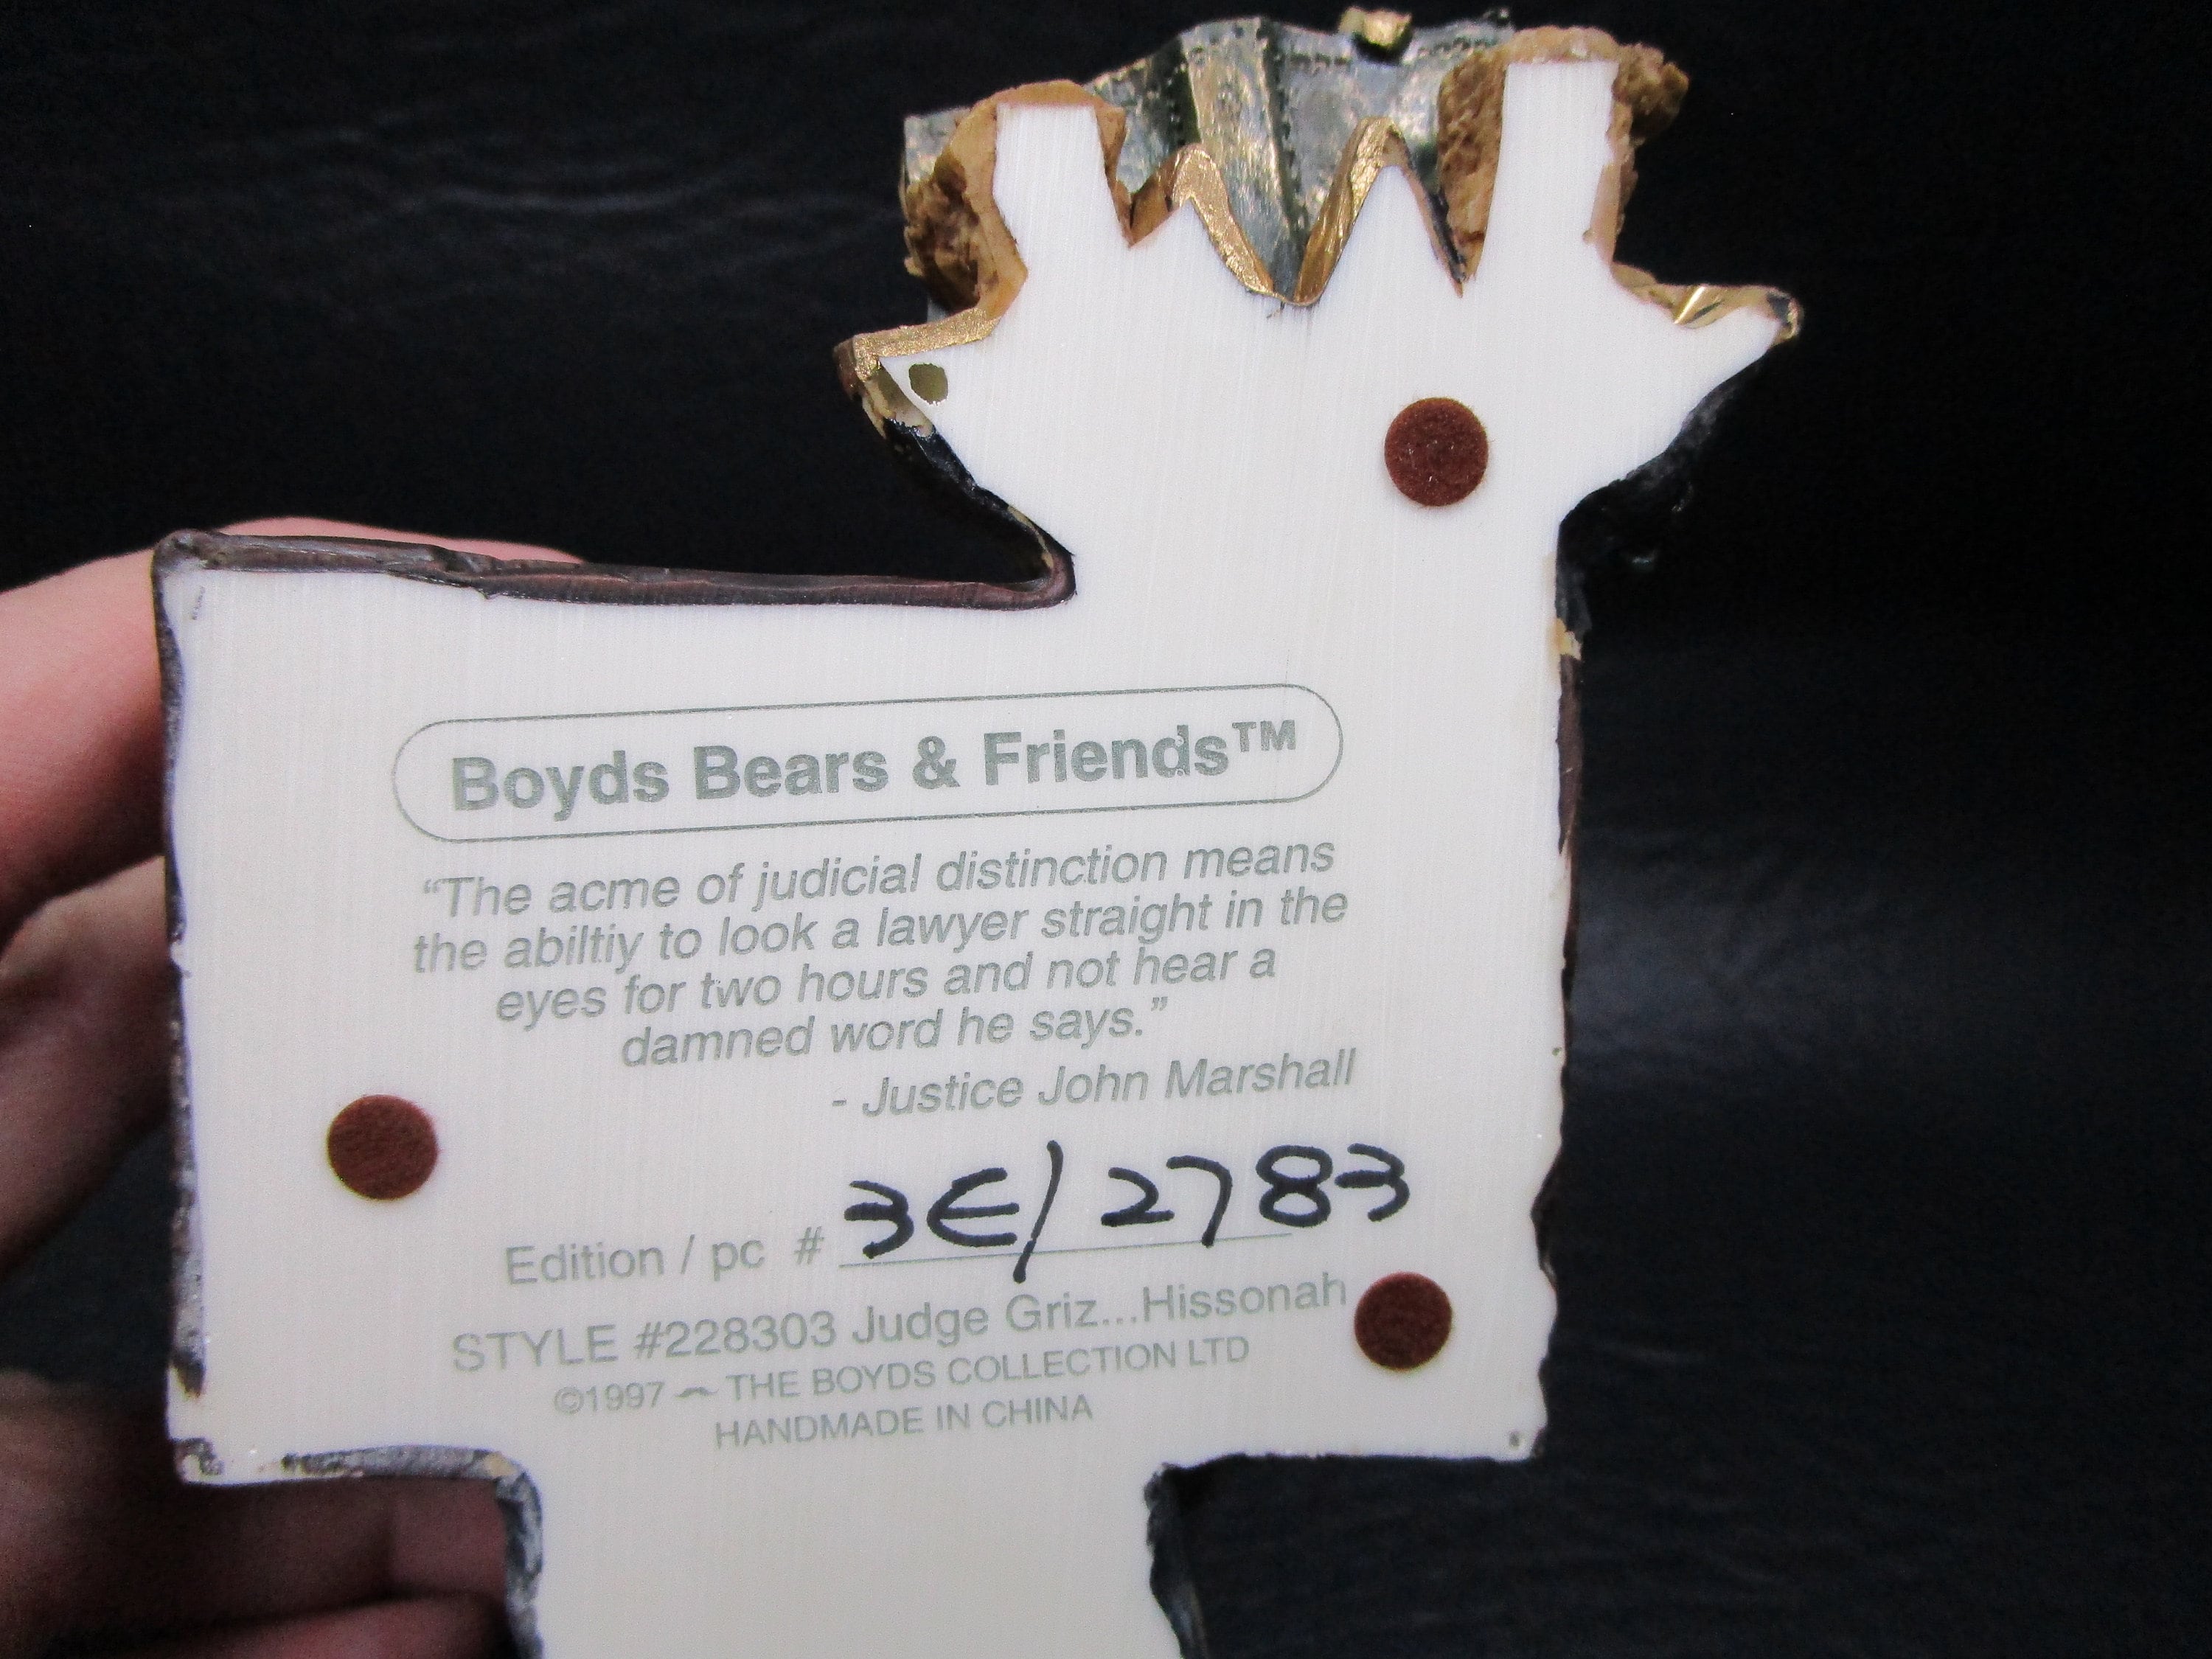 Boyds Bears & Friends™
“The acme of judicial distinction means
the abiltiy to look a lawyer straight in the
eyes for two hours and not hear a
damned word he says.”
- Justice John Marshall
Edition / pc # 3E/2783
STYLE #228303 Judge Griz...Hissonah
©1997 THE BOYDS COLLECTION LTD
HANDMADE IN CHINA